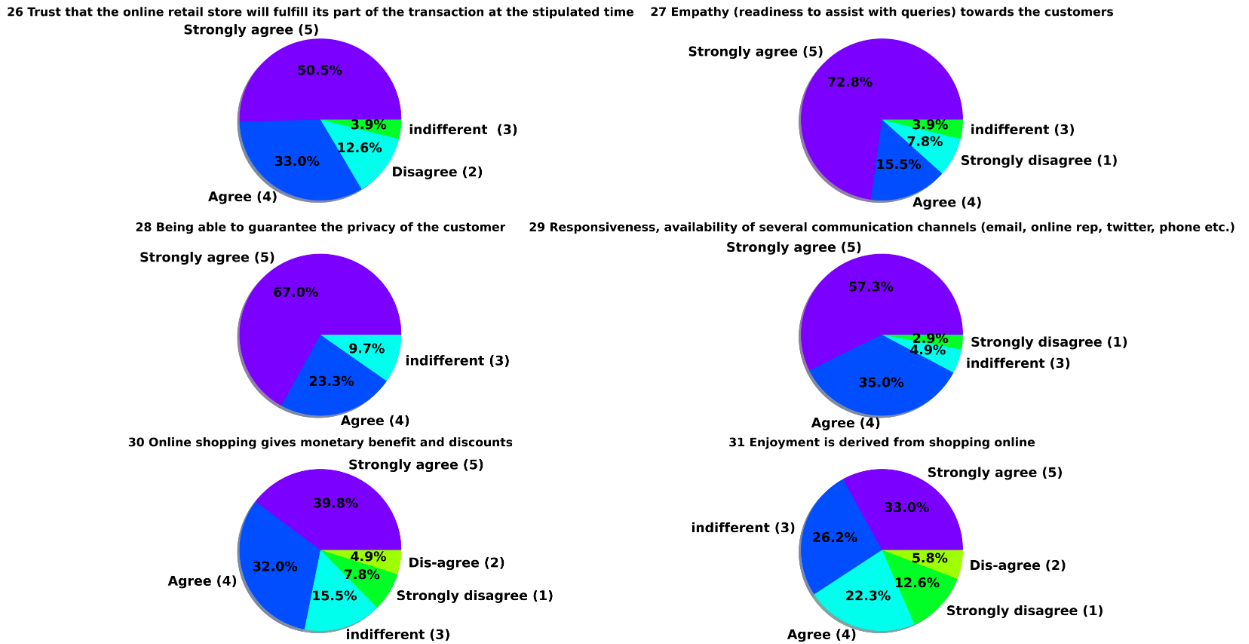 26 Trust that the online retail store will fulfill its part of the transaction at the stipulated time
Strongly agree (5)
50.5%
3.9%
indifferent  (3)
12.6%
Disagree (2)
33.0%
Agree (4)
27 Empathy (readiness to assist with queries) towards the customers
Strongly agree (5)
72.8%
3.9%
indifferent (3)
7.8%
Strongly disagree (1)
15.5%
Agree (4)
28 Being able to guarantee the privacy of the customer
Strongly agree (5)
67.0%
9.7%
indifferent (3)
23.3%
Agree (4)
29 Responsiveness, availability of several communication channels (email, online rep, twitter, phone etc.)
Strongly agree (5)
57.3%
2.9%
Strongly disagree (1)
4.9%
indifferent (3)
35.0%
Agree (4)
30 Online shopping gives monetary benefit and discounts
Strongly agree (5)
39.8%
4.9%
Dis-agree (2)
7.8%
Strongly disagree (1)
32.0%
Agree (4)
15.5%
indifferent (3)
31 Enjoyment is derived from shopping online
Strongly agree (5)
33.0%
indifferent (3)
26.2%
5.8%
Dis-agree (2)
12.6%
Strongly disagree (1)
22.3%
Agree (4)